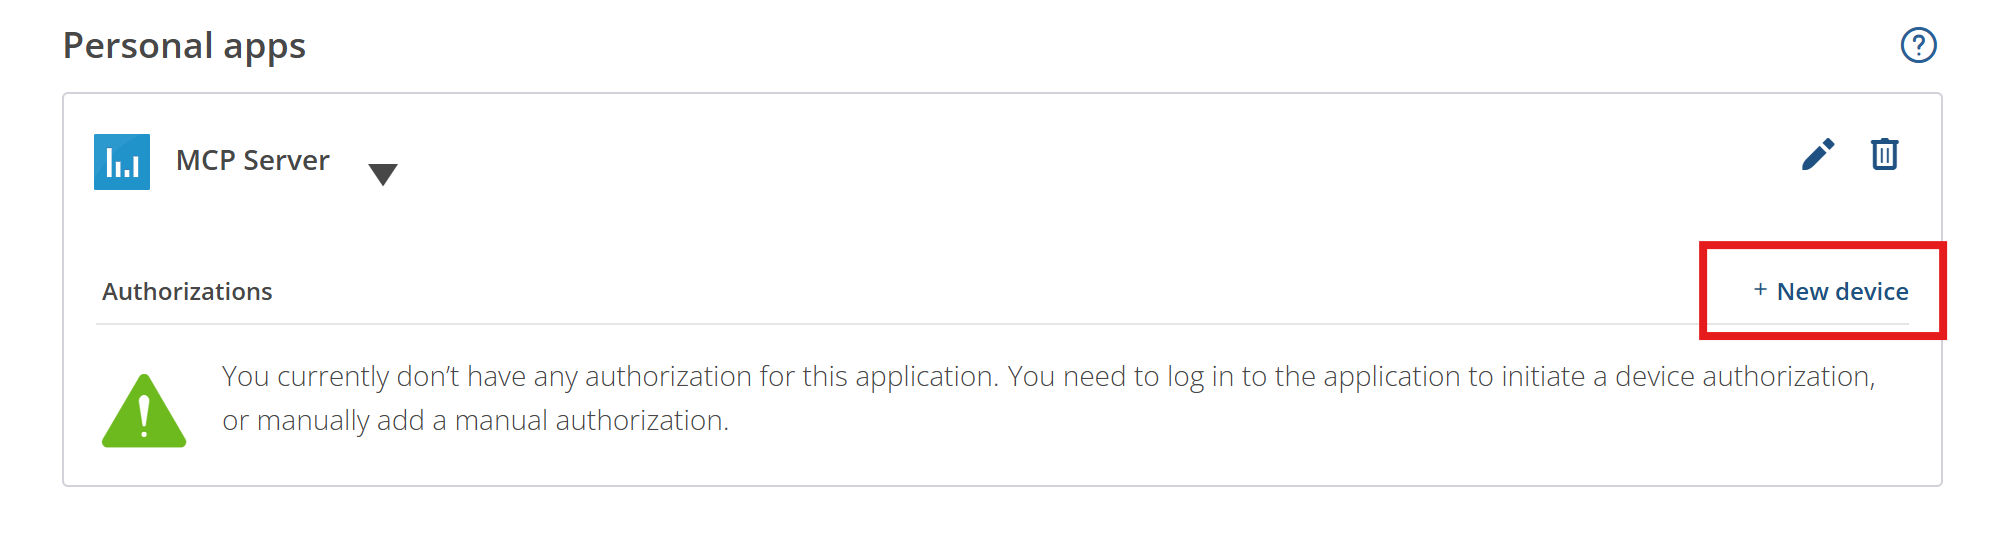 Personal apps
MCP Server
Authorizations
+ New device
You currently don't have any authorization for this application. You need to log in to the application to initiate a device authorization,
or manually add a manual authorization.